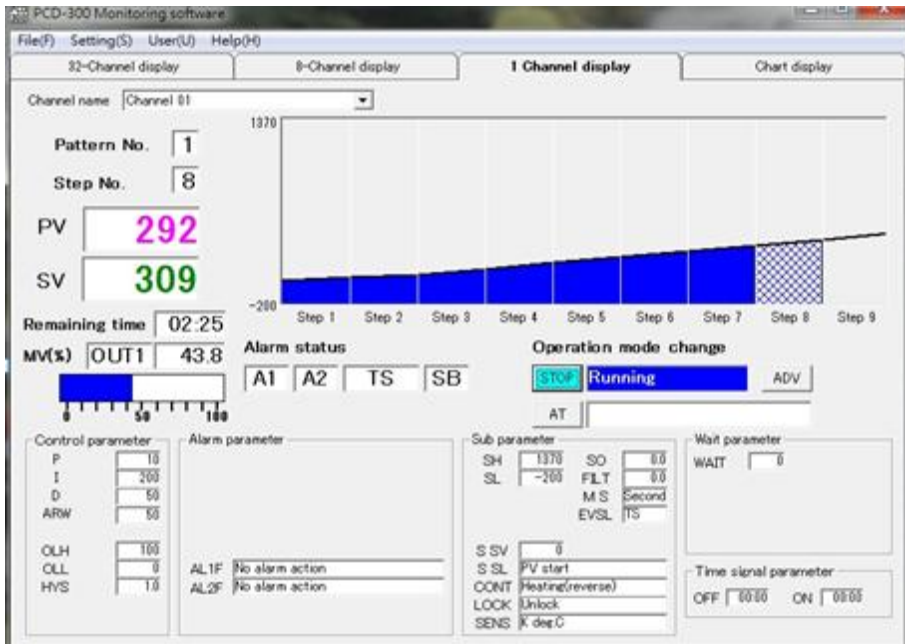 PCD-300 Monitoring software
File(F) Setting(S) User(U) Help(H)
32-Channel display 8-Channel display 1 Channel display Chart display
Channel name Channel 01
1370
Pattern No. 1
Step No. 8
PV 292
SV 309
-200
Step 1 Step 2 Step 3 Step 4 Step 5 Step 6 Step 7 Step 8 Step 9
Remaining time 02:25
MV(%) OUT1 43.8
0 50 100
Alarm status
A1 A2 TS SB
Operation mode change
STOP Running ADV
AT
Control parameter
P 10
I 200
D 50
ARW 50
OLH 100
OLL 0
HYS 1.0
Alarm parameter
AL1F No alarm action
AL2F No alarm action
Sub parameter
SH 1370 SO 0.0
SL -200 FILT 0.0
M S Second
EVSL TS
S SV 0
S SL PV start
CONT Heating(reverse)
LOCK Unlock
SENS K deg.C
Wait parameter
WAIT 0
Time signal parameter
OFF 00:00 ON 00:00